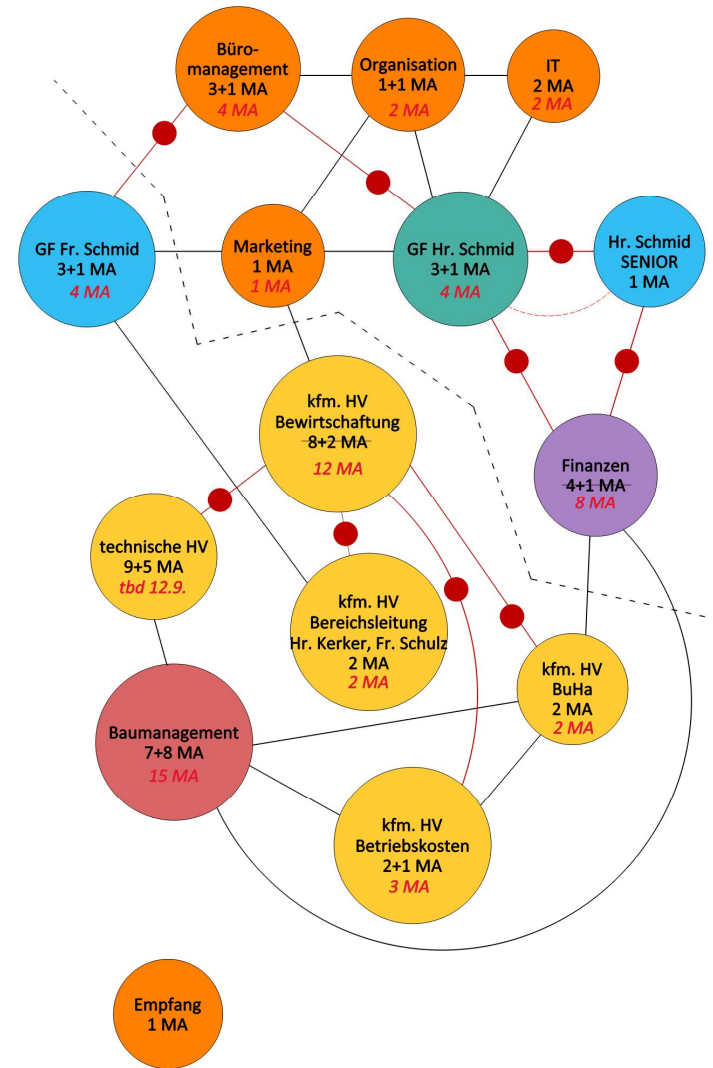 Büro-
management
3+1 MA
4 MA
Organisation
1+1 MA
2 MA
IT
2 MA
2 MA
GF Fr. Schmid
3+1 MA
4 MA
Marketing
1 MA
1 MA
GF Hr. Schmid
3+1 MA
4 MA
Hr. Schmid
SENIOR
1 MA
kfm. HV
Bewirtschaftung
8+2 MA
12 MA
Finanzen
4+1 MA
8 MA
technische HV
9+5 MA
tbd 12.9.
kfm. HV
Bereichsleitung
Hr. Kerker, Fr. Schulz
2 MA
2 MA
kfm. HV
BuHa
2 MA
2 MA
Baumanagement
7+8 MA
15 MA
kfm. HV
Betriebskosten
2+1 MA
3 MA
Empfang
1 MA